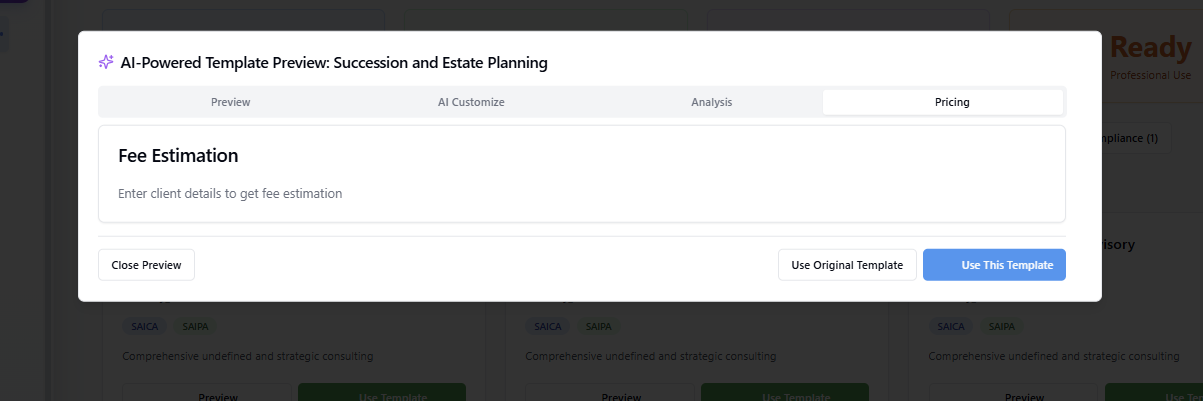 Ready
Professional Use
AI-Powered Template Preview: Succession and Estate Planning
Preview
AI Customize
Analysis
Pricing
Fee Estimation
Enter client details to get fee estimation
mpliance (1)
isory
Close Preview
Use Original Template
Use This Template
SAICA SAIPA
SAICA SAIPA
SAICA SAIPA
Comprehensive undefined and strategic consulting
Comprehensive undefined and strategic consulting
Comprehensive undefined and strategic consulting
Preview Use Template
Preview Use Template
Preview Use Te